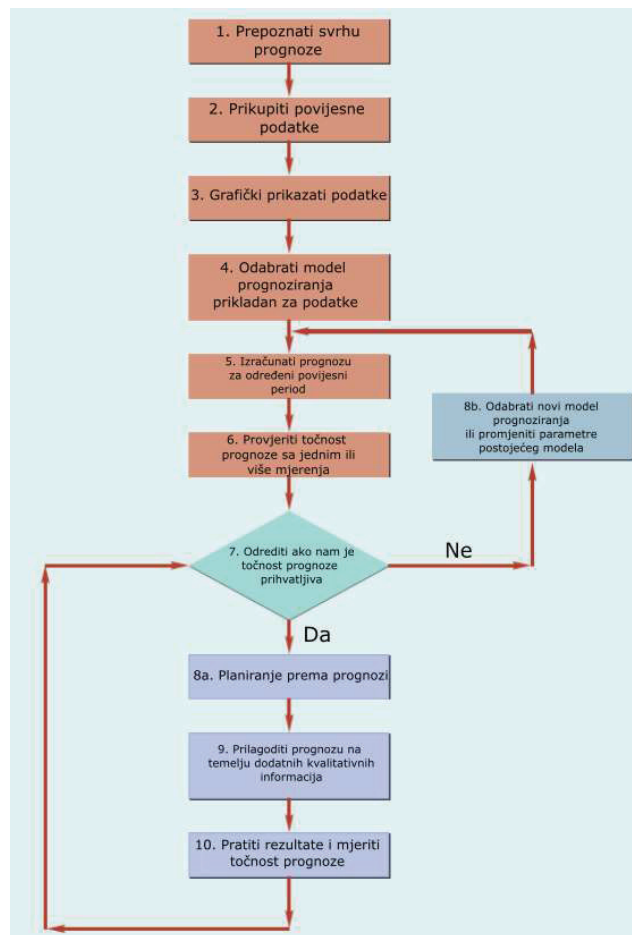 1. Prepoznati svrhu
prognoze
2. Prikupiti povijesne
podatke
3. Grafički prikazati podatke
4. Odabrati model
prognoziranja
prikladan za podatke
5. Izračunati prognozu
za određeni povijesni
period
6. Provjeriti točnost
prognoze sa jednim ili
više mjerenja
8b. Odabrati novi model
prognoziranja
ili promjeniti parametre
postojećeg modela
7. Odrediti ako nam je
točnost prognoze
prihvatljiva
Ne
Da
8a. Planiranje prema prognozi
9. Prilagoditi prognozu na
temelju dodatnih kvalitativnih
informacija
10. Pratiti rezultate i mjeriti
točnost prognoze